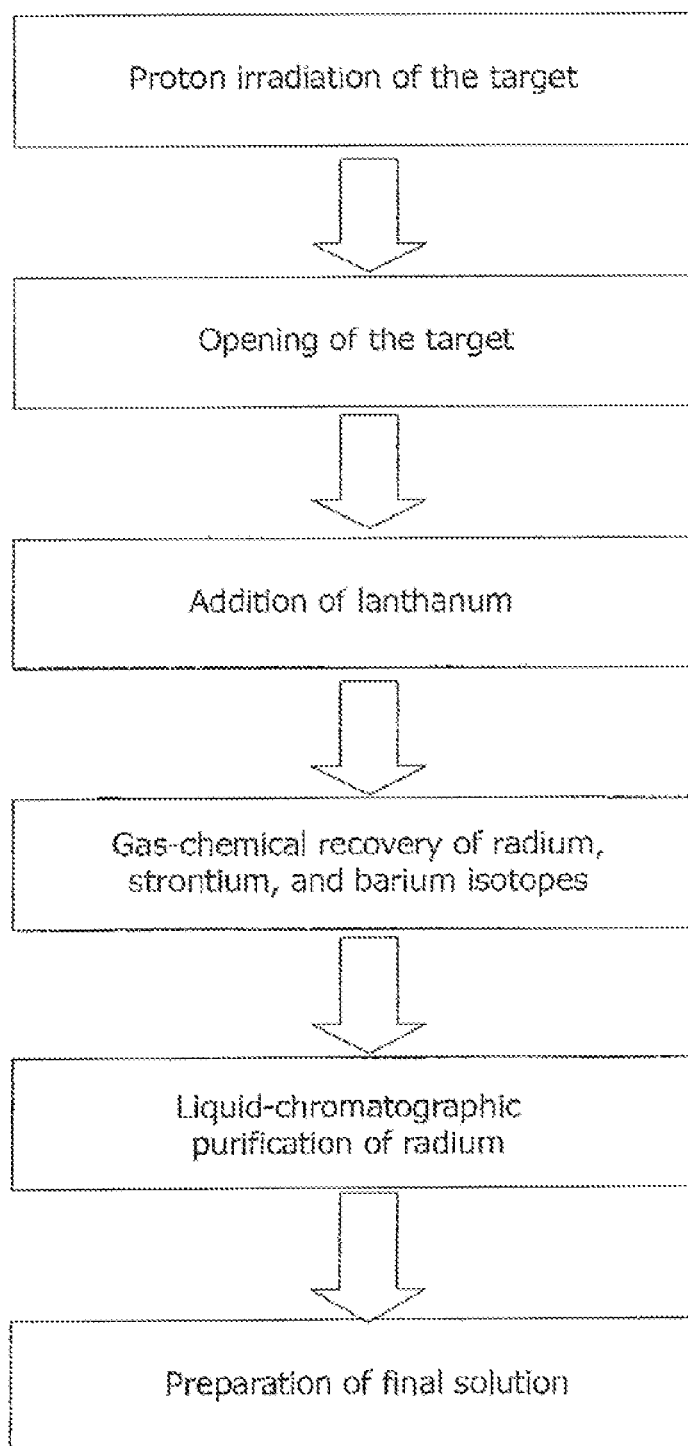 Proton irradiation of the target
Opening of the target
Addition of lanthanum
Gas-chemical recovery of radium,
strontium, and barium isotopes
Liquid-chromatographic
purification of radium
Preparation of final solution